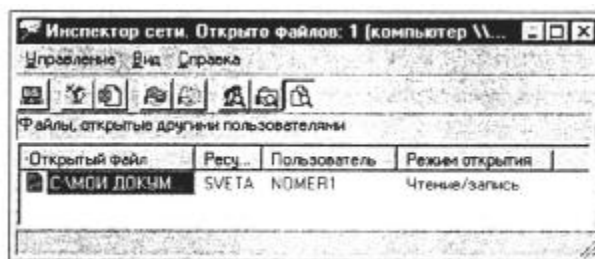 Инспектор сети. Открыто файлов: 1 (компьютер \\...
Управление Вид Справка
Файлы, открытые другими пользователями
Открытый файл Ресу... Пользователь Режим открытия
C:\МОИ ДОКУМ SVETA NOMER1 Чтение/запись